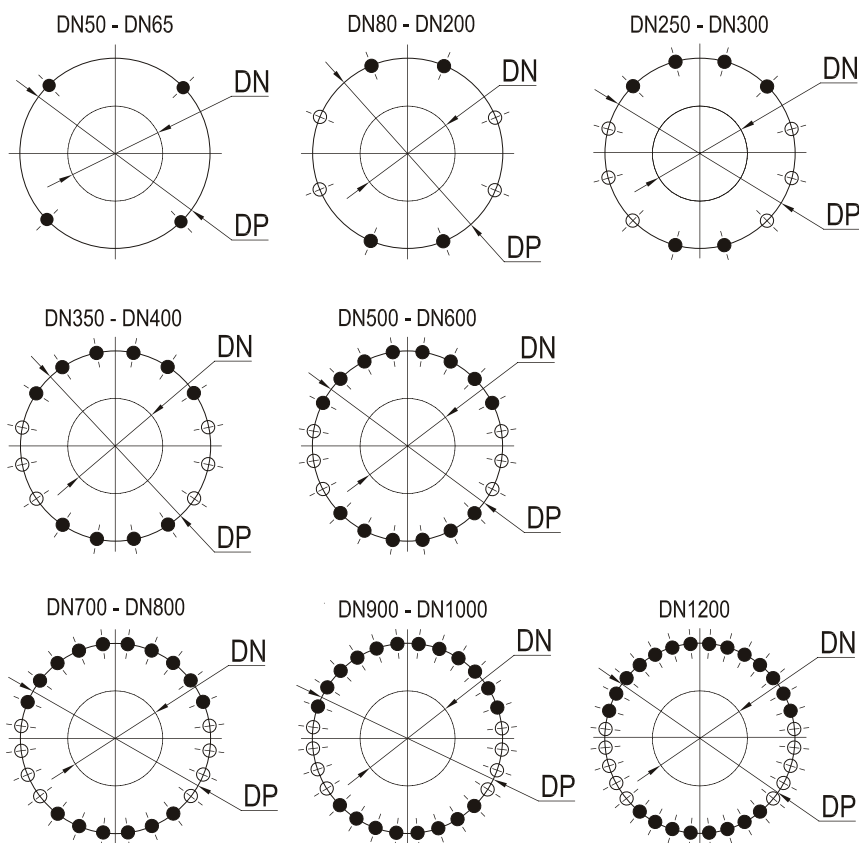 DN50 - DN65
DN80 - DN200
DN250 - DN300
DN
DN
DN
DP
DP
DP
DN350 - DN400
DN500 - DN600
DN
DN
DP
DP
DN700 - DN800
DN900 - DN1000
DN1200
DN
DN
DN
DP
DP
DP